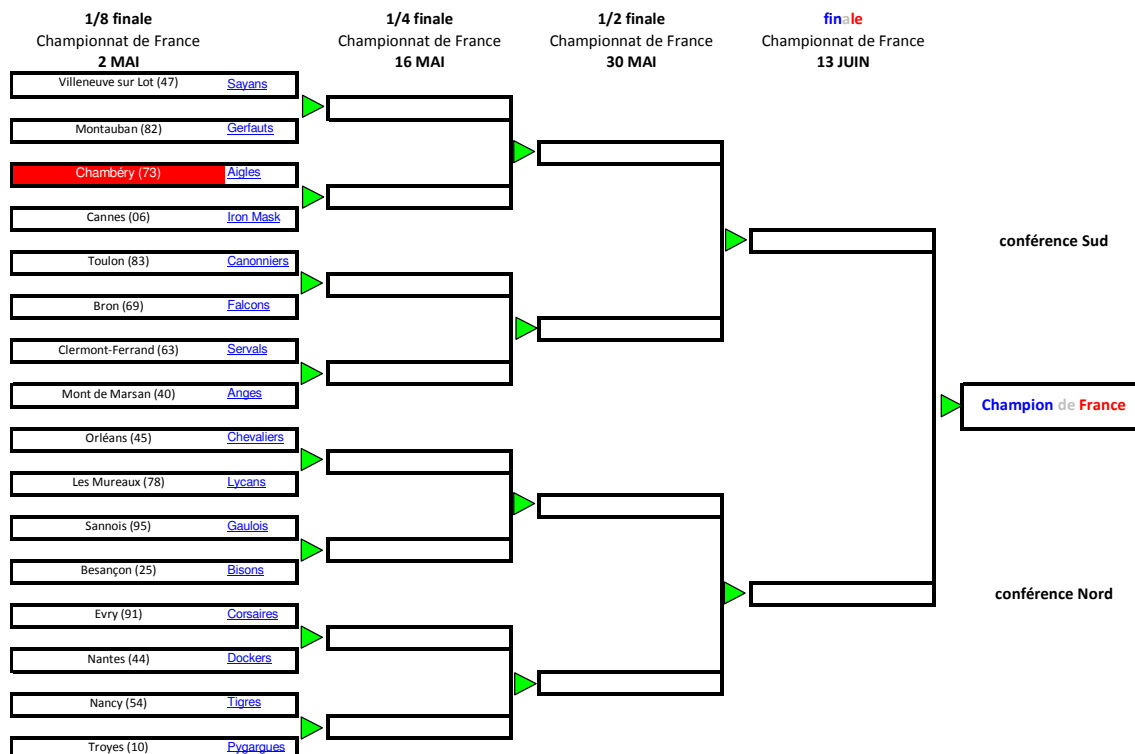 1/8 finale
Championnat de France
2 MAI
1/4 finale
Championnat de France
16 MAI
1/2 finale
Championnat de France
30 MAI
finale
Championnat de France
13 JUIN
Villeneuve sur Lot (47) Sayans
Montauban (82) Gerfauts
Chambéry (73) Aigles
Cannes (06) Iron Mask
Toulon (83) Canonniers
Bron (69) Falcons
Clermont-Ferrand (63) Servals
Mont de Marsan (40) Anges
Orléans (45) Chevaliers
Les Mureaux (78) Lycans
Sannois (95) Gaulois
Besançon (25) Bisons
Evry (91) Corsaires
Nantes (44) Dockers
Nancy (54) Tigres
Troyes (10) Pygargues
conférence Sud
Champion de France
conférence Nord